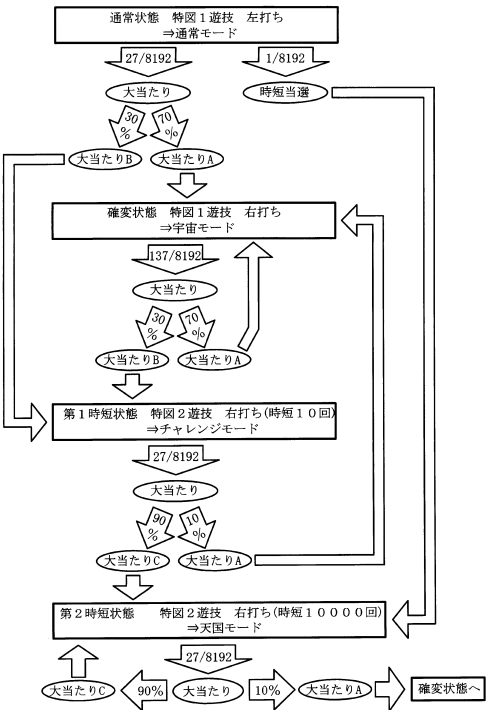 通常状態　特図１遊技　左打ち
⇒通常モード
27/8192
1/8192
大当たり
時短当選
30%
70%
大当たりB
大当たりA
確変状態　特図１遊技　右打ち
⇒宇宙モード
137/8192
大当たり
30%
70%
大当たりB
大当たりA
第１時短状態　特図２遊技　右打ち(時短１０回)
⇒チャレンジモード
27/8192
大当たり
90%
10%
大当たりC
大当たりA
第２時短状態　　特図２遊技　右打ち(時短１００００回)
⇒天国モード
27/8192
大当たりC
90%
大当たり
10%
大当たりA
確変状態へ